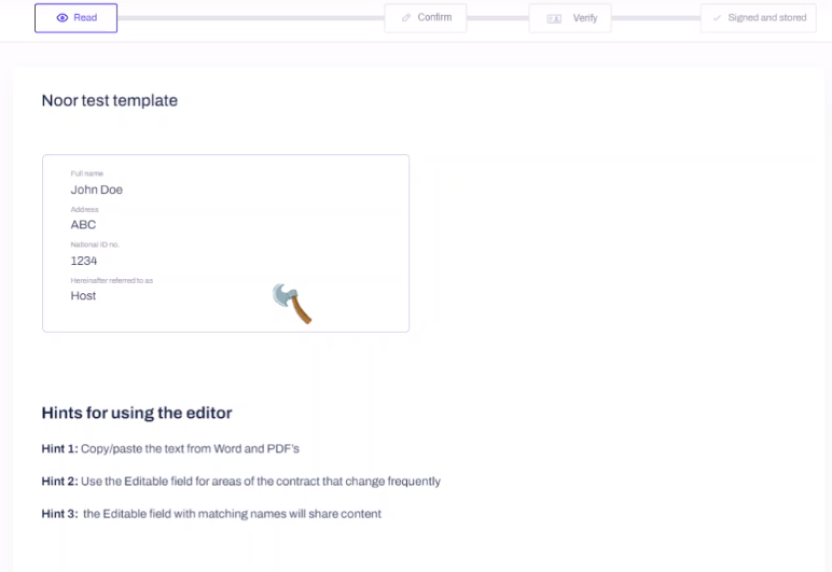 Read Confirm Verify Signed and stored
Noor test template
Full name
John Doe
Address
ABC
National ID no.
1234
Hereinafter referred to as
Host
Hints for using the editor
Hint 1: Copy/paste the text from Word and PDF's
Hint 2: Use the Editable field for areas of the contract that change frequently
Hint 3: the Editable field with matching names will share content